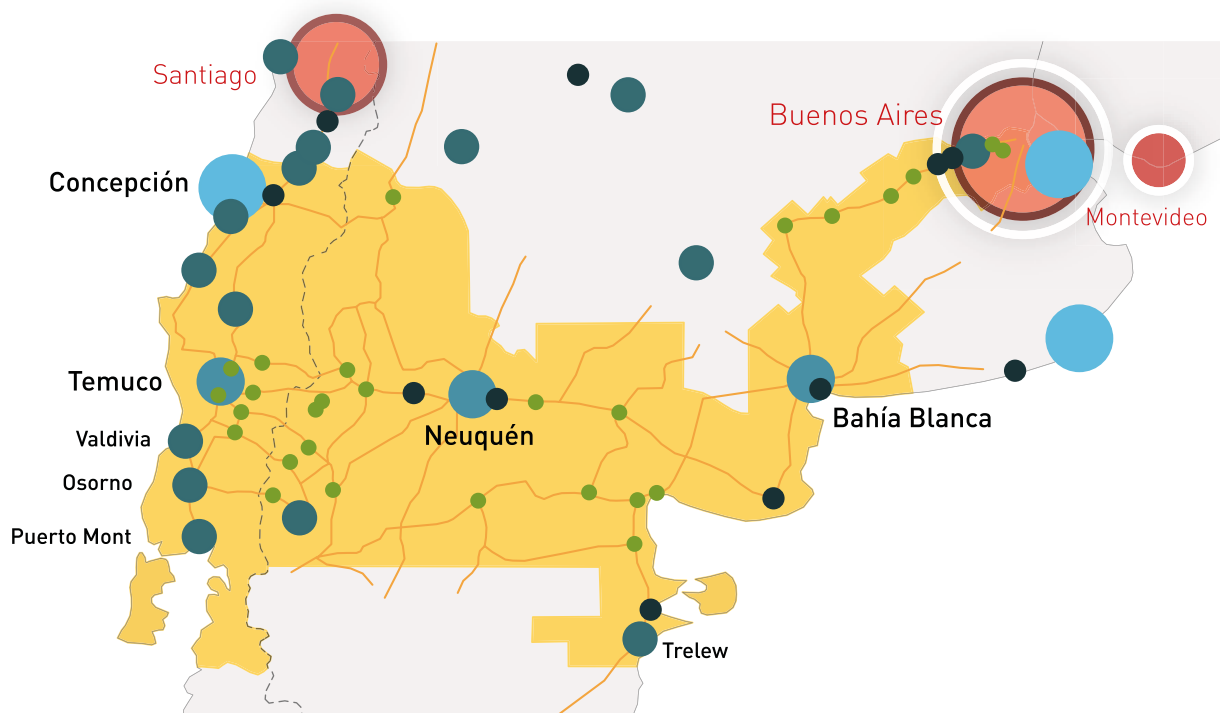 Santiago
Buenos Aires
Concepción
Montevideo
Temuco
Bahía Blanca
Neuquén
Valdivia
Osorno
Puerto Mont
Trelew